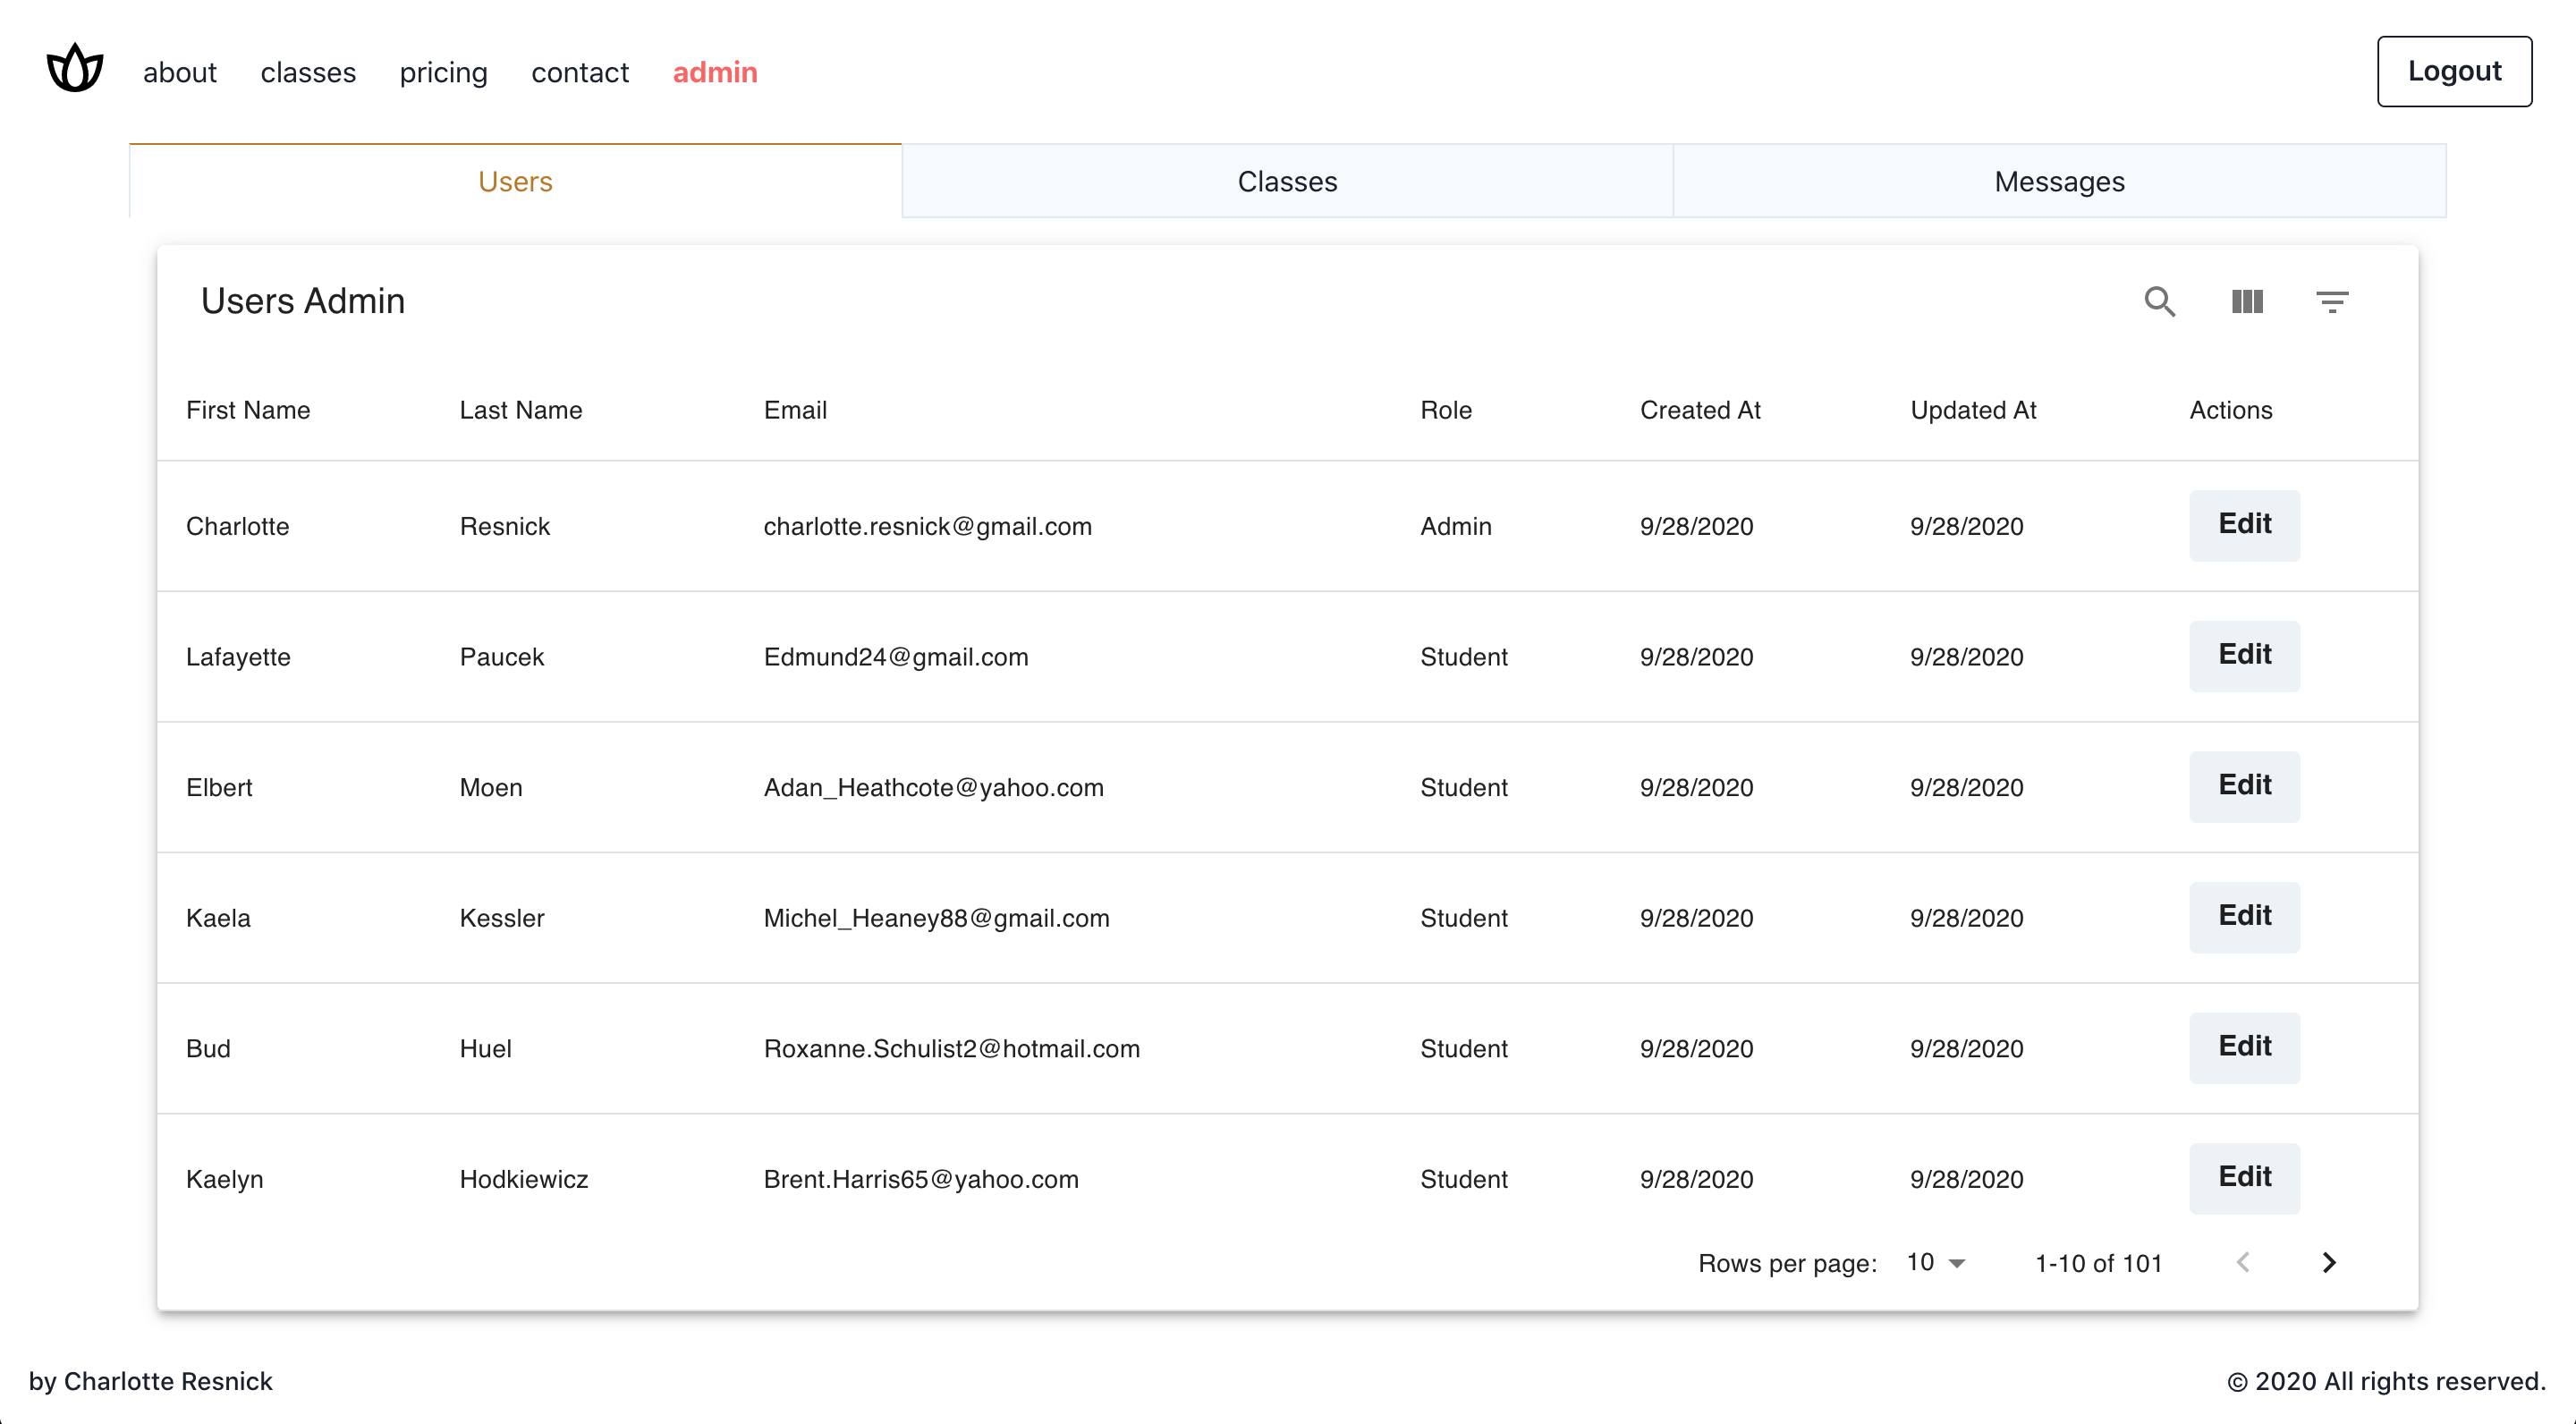 about classes pricing contact admin Logout
Users Classes Messages
Users Admin
First Name Last Name Email Role Created At Updated At Actions
Charlotte Resnick charlotte.resnick@gmail.com Admin 9/28/2020 9/28/2020 Edit
Lafayette Paucek Edmund24@gmail.com Student 9/28/2020 9/28/2020 Edit
Elbert Moen Adan_Heathcote@yahoo.com Student 9/28/2020 9/28/2020 Edit
Kaela Kessler Michel_Heaney88@gmail.com Student 9/28/2020 9/28/2020 Edit
Bud Huel Roxanne.Schulist2@hotmail.com Student 9/28/2020 9/28/2020 Edit
Kaelyn Hodkiewicz Brent.Harris65@yahoo.com Student 9/28/2020 9/28/2020 Edit
Rows per page: 10 1-10 of 101
by Charlotte Resnick © 2020 All rights reserved.